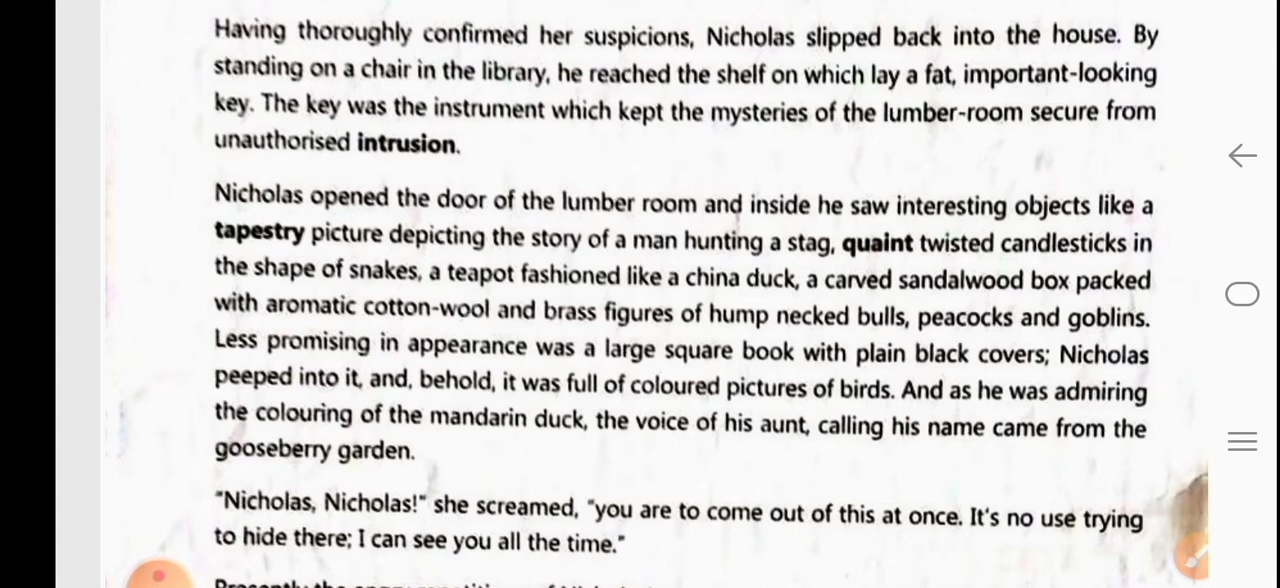 Having thoroughly confirmed her suspicions, Nicholas slipped back into the house. By
standing on a chair in the library, he reached the shelf on which lay a fat, important-looking
key. The key was the instrument which kept the mysteries of the lumber-room secure from
unauthorised intrusion.
Nicholas opened the door of the lumber room and inside he saw interesting objects like a
tapestry picture depicting the story of a man hunting a stag, quaint twisted candlesticks in
the shape of snakes, a teapot fashioned like a china duck, a carved sandalwood box packed
with aromatic cotton-wool and brass figures of hump necked bulls, peacocks and goblins.
Less promising in appearance was a large square book with plain black covers; Nicholas
peeped into it, and, behold, it was full of coloured pictures of birds. And as he was admiring
the colouring of the mandarin duck, the voice of his aunt, calling his name came from the
gooseberry garden.
"Nicholas, Nicholas!" she screamed, "you are to come out of this at once. It's no use trying
to hide there; I can see you all the time."